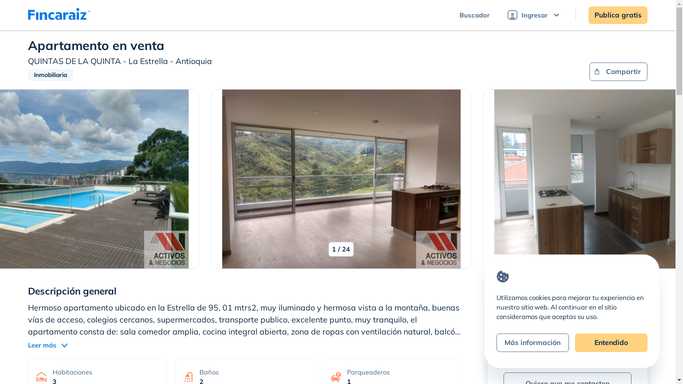 Fincaraiz
Buscador
Ingresar
Publica gratis
Apartamento en venta
QUINTAS DE LA QUINTA - La Estrella - Antioquia
Inmobiliaria
Compartir
ACTIVOS
& NEGOCIOS
1 / 24
ACTIVOS
& NEGOCIOS
Descripción general
Hermoso apartamento ubicado en la Estrella de 95, 01 mtrs2, muy iluminado y hermosa vista a la montaña, buenas
vías de acceso, colegios cercanos, supermercados, transporte publico, excelente punto, muy tranquilo, el
apartamento consta de: sala comedor amplia, cocina integral abierta, zona de ropas con ventilación natural, balcó...
Leer más
Habitaciones
3
Baños
2
Parqueaderos
1
Utilizamos cookies para mejorar tu experiencia en
nuestro sitio web. Al continuar en el sitio
consideramos que aceptas su uso.
Más información
Entendido
Quiero que me contacten